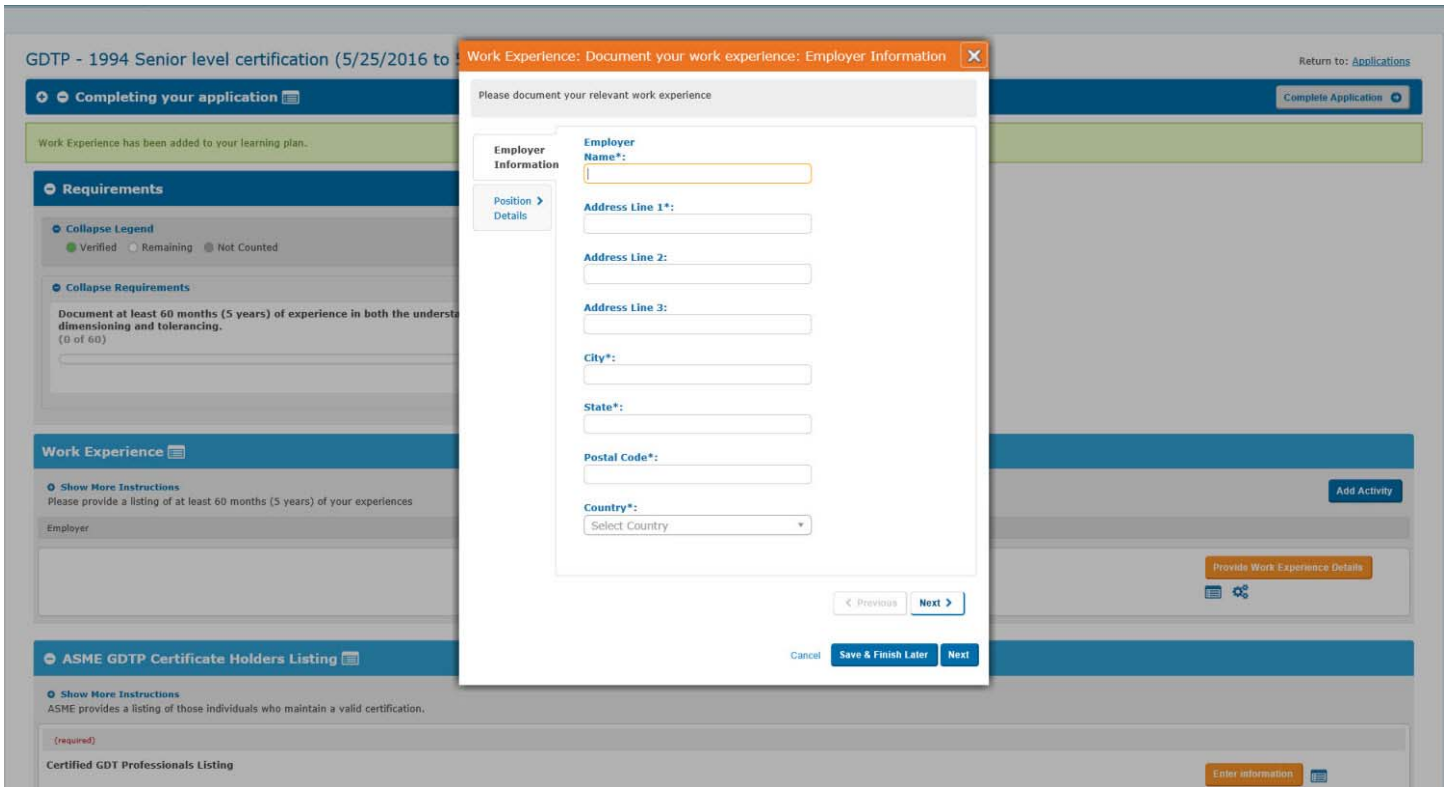 GDTP - 1994 Senior level certification (5/25/2016 to
Return to: Applications
Completing your application
Complete Application
Work Experience has been added to your learning plan.
Requirements
Collapse Legend
Verified Remaining Not Counted
Collapse Requirements
Document at least 60 months (5 years) of experience in both the
dimensioning and tolerancing.
(0 of 60)
Work Experience
Show More Instructions
Please provide a listing of at least 60 months (5 years) of your experiences
Add Activity
Employer
Provide Work Experience Details
ASME GDTP Certificate Holders Listing
Show More Instructions
ASME provides a listing of those individuals who maintain a valid certification.
(required)
Certified GDT Professionals Listing
Enter information
Work Experience: Document your work experience: Employer Information
Please document your relevant work experience
Employer
Information
Position
Details
Employer
Name*:
Address Line 1*:
Address Line 2:
Address Line 3:
City*:
State*:
Postal Code*:
Country*:
Select Country
< Previous Next >
Cancel Save & Finish Later Next